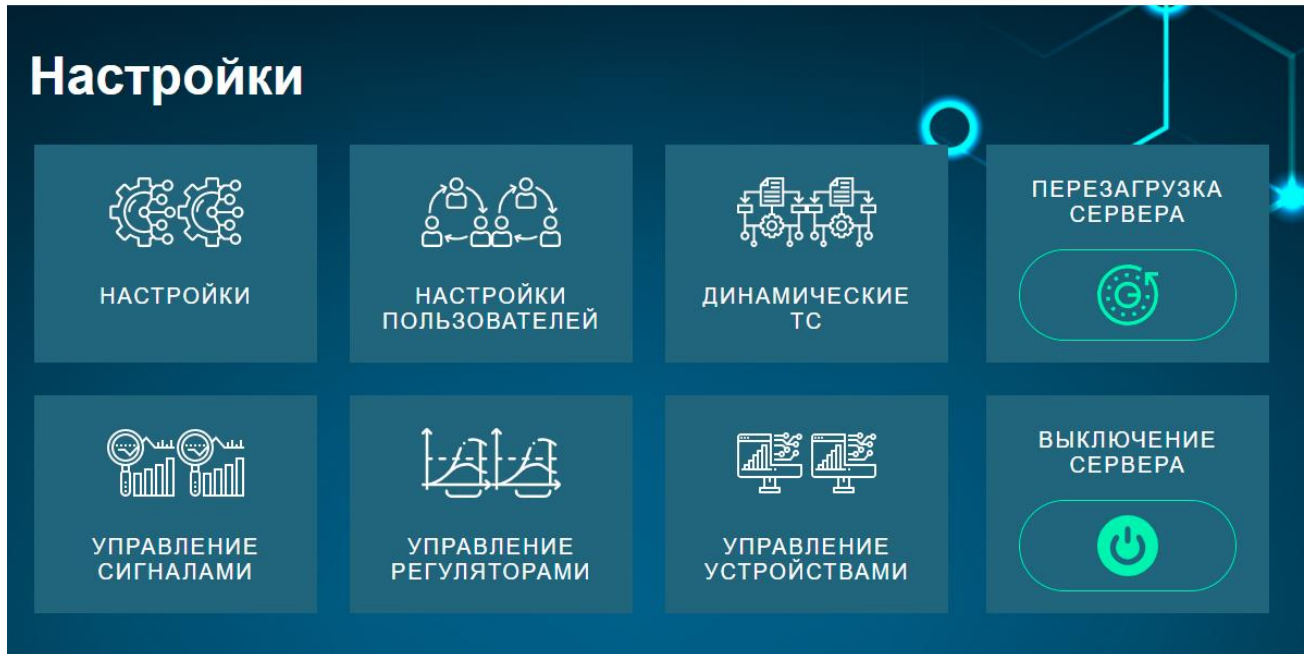 Настройки
НАСТРОЙКИ
НАСТРОЙКИ
ПОЛЬЗОВАТЕЛЕЙ
ДИНАМИЧЕСКИЕ
ТС
ПЕРЕЗАГРУЗКА
СЕРВЕРА
УПРАВЛЕНИЕ
СИГНАЛАМИ
УПРАВЛЕНИЕ
РЕГУЛЯТОРАМИ
УПРАВЛЕНИЕ
УСТРОЙСТВАМИ
ВЫКЛЮЧЕНИЕ
СЕРВЕРА